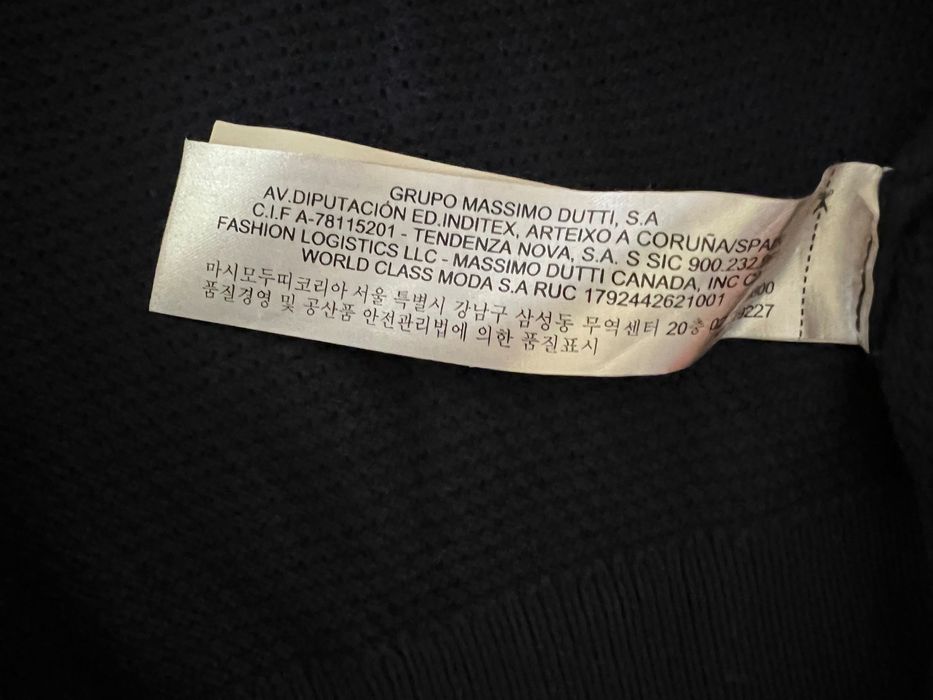 GRUPO MASSIMO DUTTI, S.A
AV.DIPUTACIÓN ED.INDITEX, ARTEIXO A CORUÑA/SPAIN
C.I.F A-78115201 - TENDENZA NOVA, S.A. S SIC 900.232
FASHION LOGISTICS LLC - MASSIMO DUTTI CANADA, INC
WORLD CLASS MODA S.A RUC 1792442621001
마시모두띠코리아 서울 특별시 강남구 삼성동 무역센터 20층
품질경영 및 공산품 안전관리법에 의한 품질표시